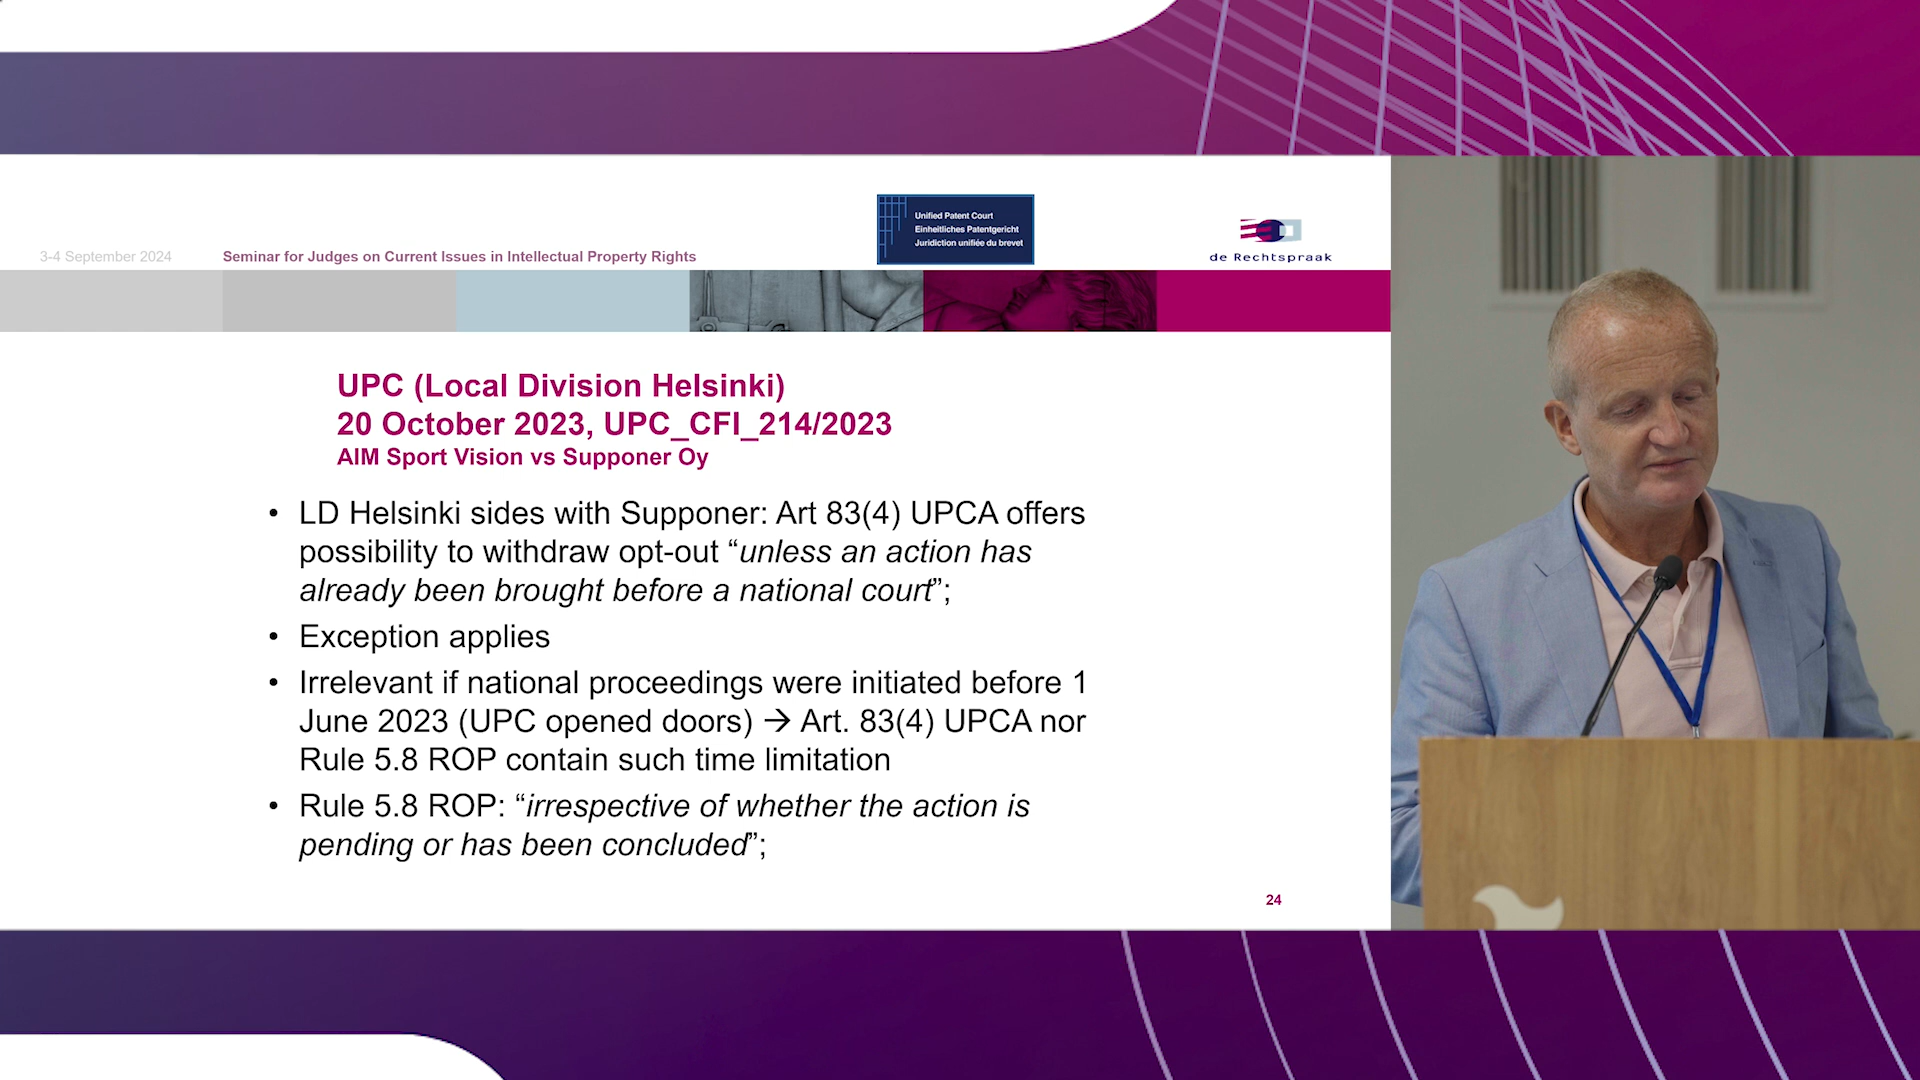 Unified Patent Court
Einheitliches Patentgericht
Juridiction unifiée du brevet
de Rechtspraak
3-4 September 2024
Seminar for Judges on Current Issues in Intellectual Property Rights
UPC (Local Division Helsinki)
20 October 2023, UPC_CFI_214/2023
AIM Sport Vision vs Supponer Oy
• LD Helsinki sides with Supponer: Art 83(4) UPCA offers
possibility to withdraw opt-out “unless an action has
already been brought before a national court”;
• Exception applies
• Irrelevant if national proceedings were initiated before 1
June 2023 (UPC opened doors) → Art. 83(4) UPCA nor
Rule 5.8 ROP contain such time limitation
• Rule 5.8 ROP: “irrespective of whether the action is
pending or has been concluded”;
24